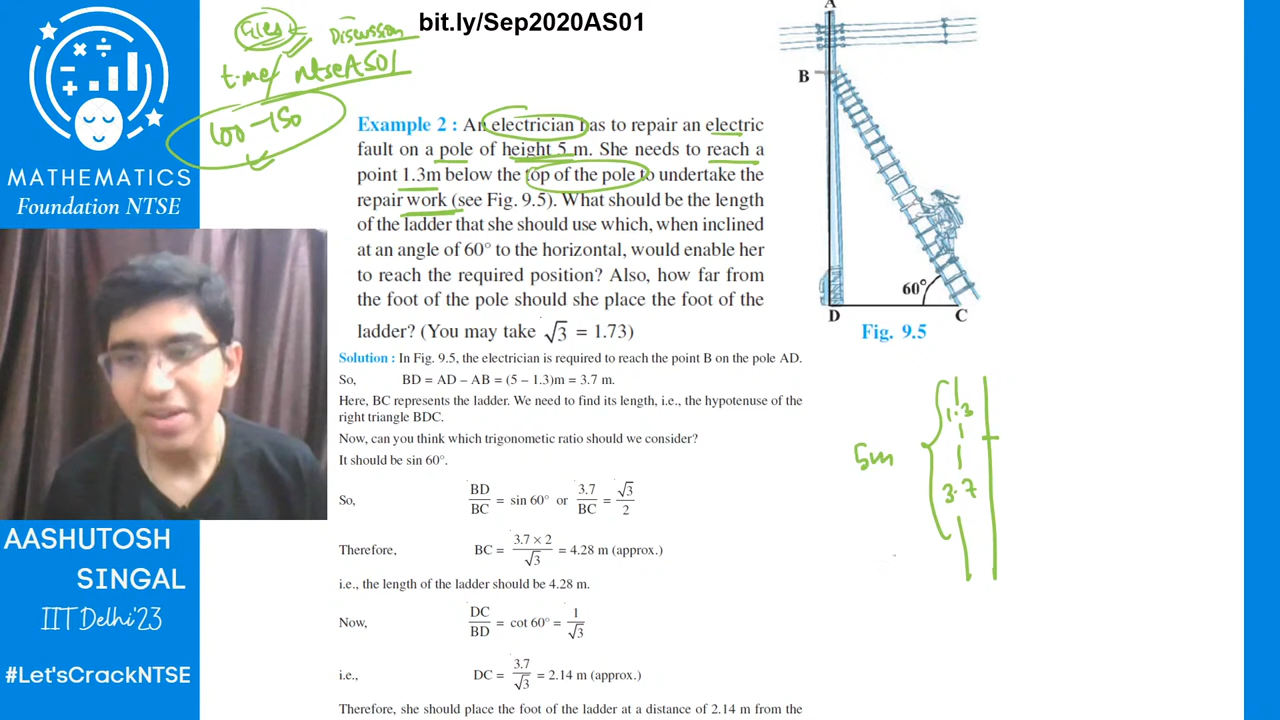 bit.ly/Sep2020AS01
Discussion
t.me/ ntseAS01
100-150
MATHEMATICS
Foundation NTSE
Example 2 : An electrician has to repair an electric
fault on a pole of height 5 m. She needs to reach a
point 1.3m below the top of the pole to undertake the
repair work (see Fig. 9.5). What should be the length
of the ladder that she should use which, when inclined
at an angle of 60° to the horizontal, would enable her
to reach the required position? Also, how far from
the foot of the pole should she place the foot of the
ladder? (You may take √3 = 1.73)
A
B
60°
D
C
Fig. 9.5
Solution : In Fig. 9.5, the electrician is required to reach the point B on the pole AD.
So, BD = AD – AB = (5 – 1.3)m = 3.7 m.
Here, BC represents the ladder. We need to find its length, i.e., the hypotenuse of the
right triangle BDC.
Now, can you think which trigonometic ratio should we consider?
It should be sin 60°.
So, BD/BC = sin 60° or 3.7/BC = √3/2
Therefore, BC = 3.7 × 2/√3 = 4.28 m (approx.)
i.e., the length of the ladder should be 4.28 m.
Now, DC/BD = cot 60° = 1/√3
i.e., DC = 3.7/√3 = 2.14 m (approx.)
Therefore, she should place the foot of the ladder at a distance of 2.14 m from the
1.3
5m
3.7
AASHUTOSH
SINGAL
IIT Delhi'23
#Let'sCrackNTSE